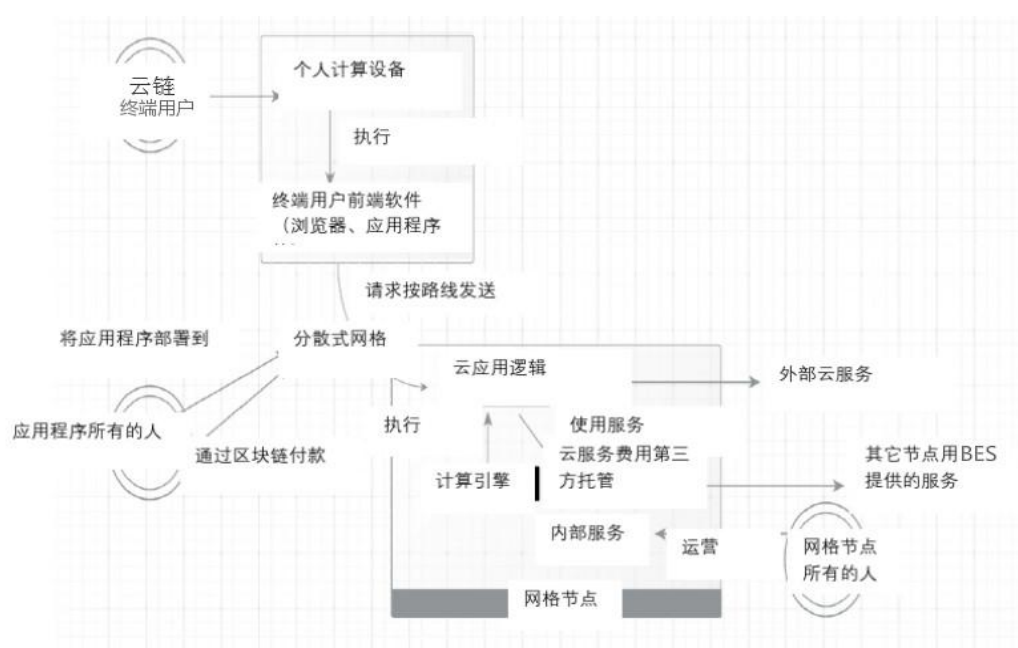 云链
终端用户
个人计算设备
执行
终端用户前端软件
（浏览器、应用程序
请求按路线发送
将应用程序部署到
分散式网格
云应用逻辑
外部云服务
应用程序所有的人
执行
使用服务
通过区块链付款
云服务费用第三
方托管
计算引擎
其它节点用BES
提供的服务
内部服务
运营
网格节点
所有的人
网格节点